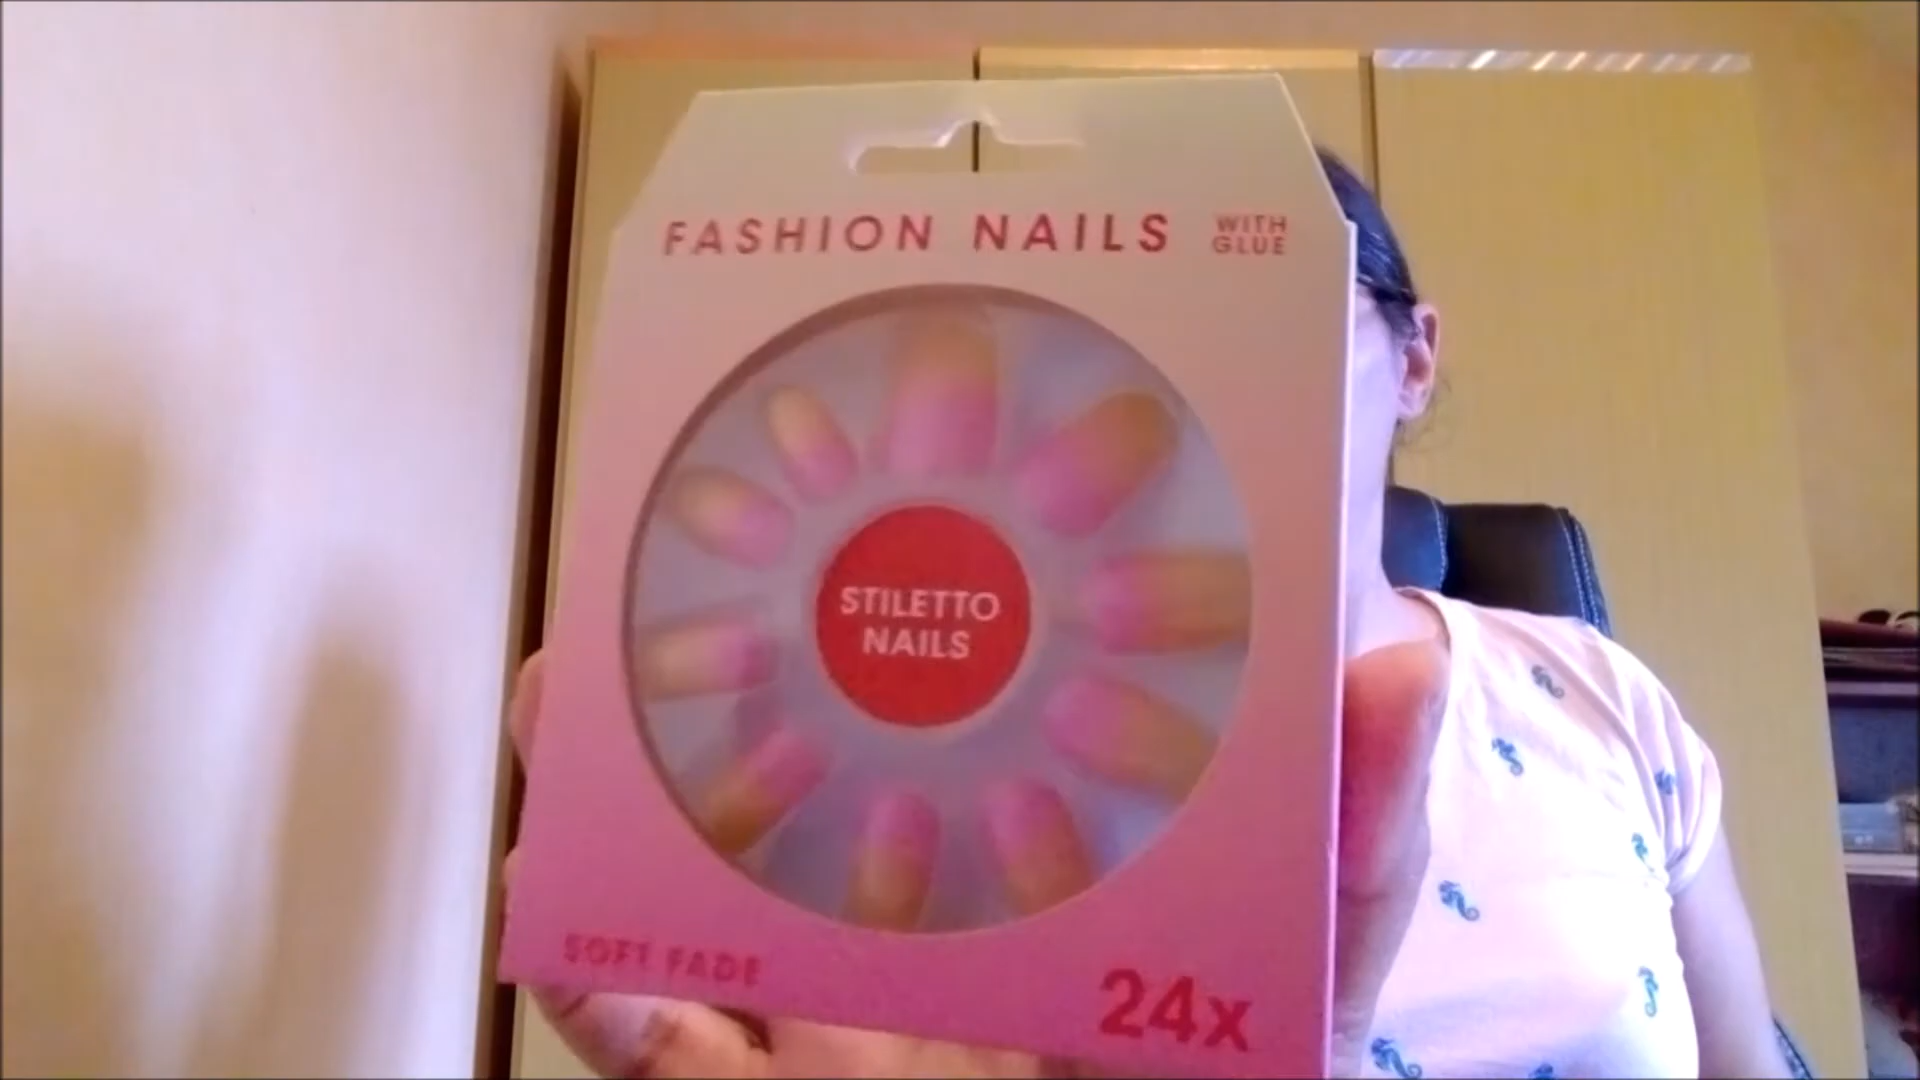 FASHION NAILS
WITH
GLUE
STILETTO
NAILS
SOFT FADE
24x